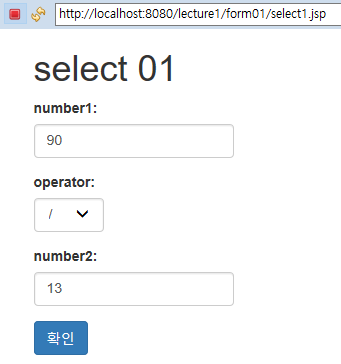 http://localhost:8080/lecture1/form01/select1.jsp
select 01
number1:
90
operator:
/
number2:
13
확인